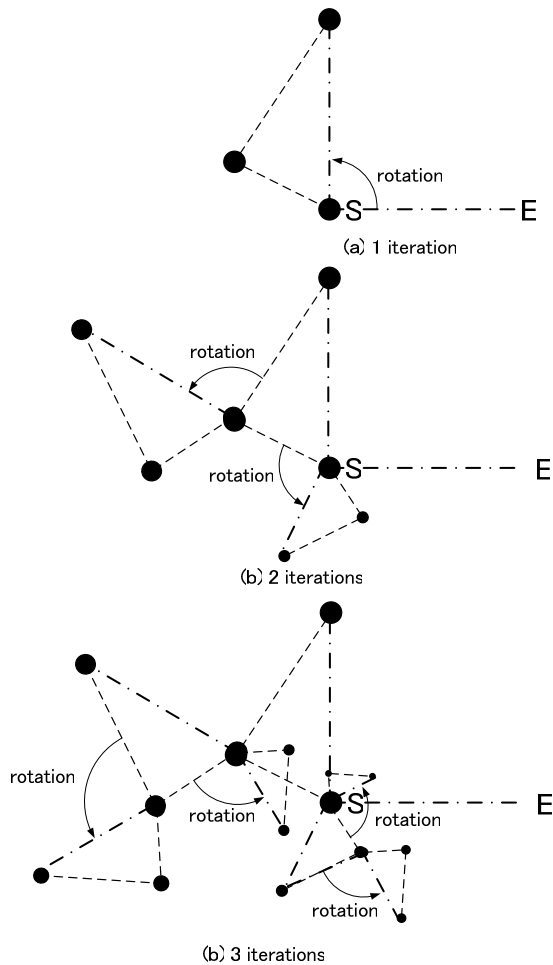 rotation
S
E
(a) 1 iteration
rotation
rotation
S
E
(b) 2 iterations
rotation
rotation
S
E
rotation
rotation
(b) 3 iterations